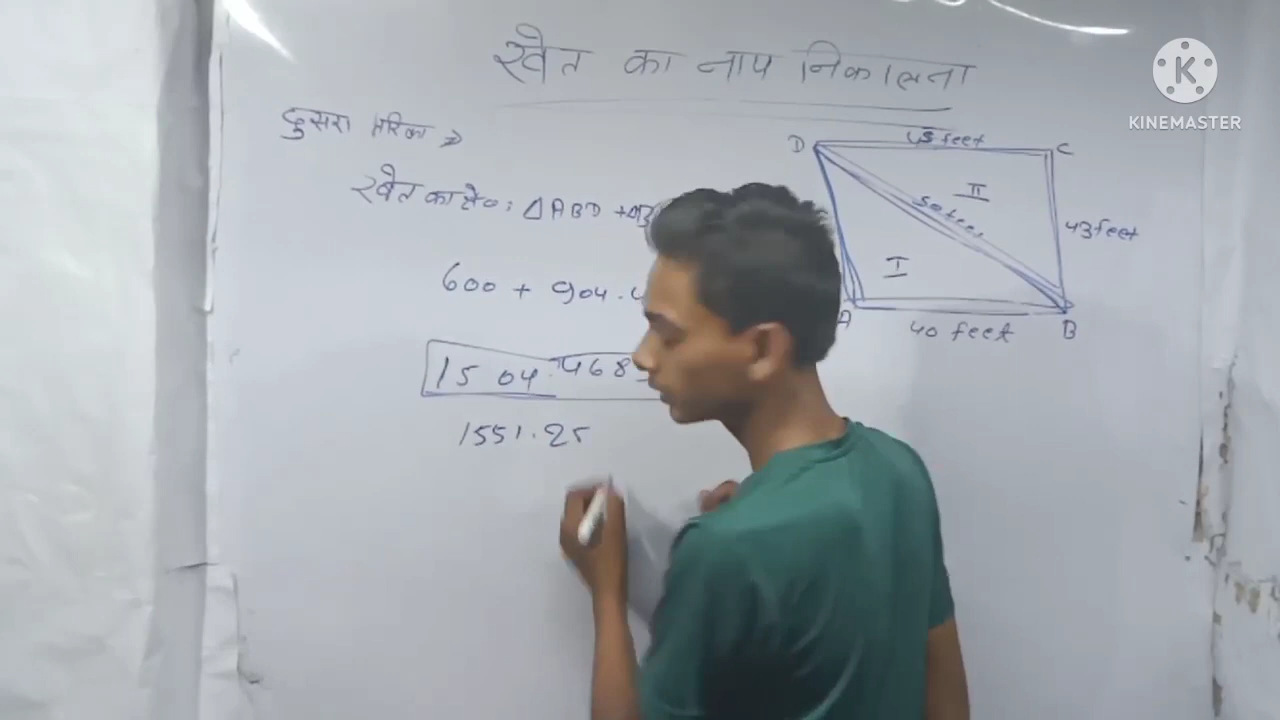 खेत का नाप निकालना
दुसरा तरिका →
खेत का क्षे० : ΔABD +
600 + 904.4
1504.468
1551.25
D
45 feet
C
II
50 feet
43 feet
I
A
40 feet
B
K
KINEMASTER